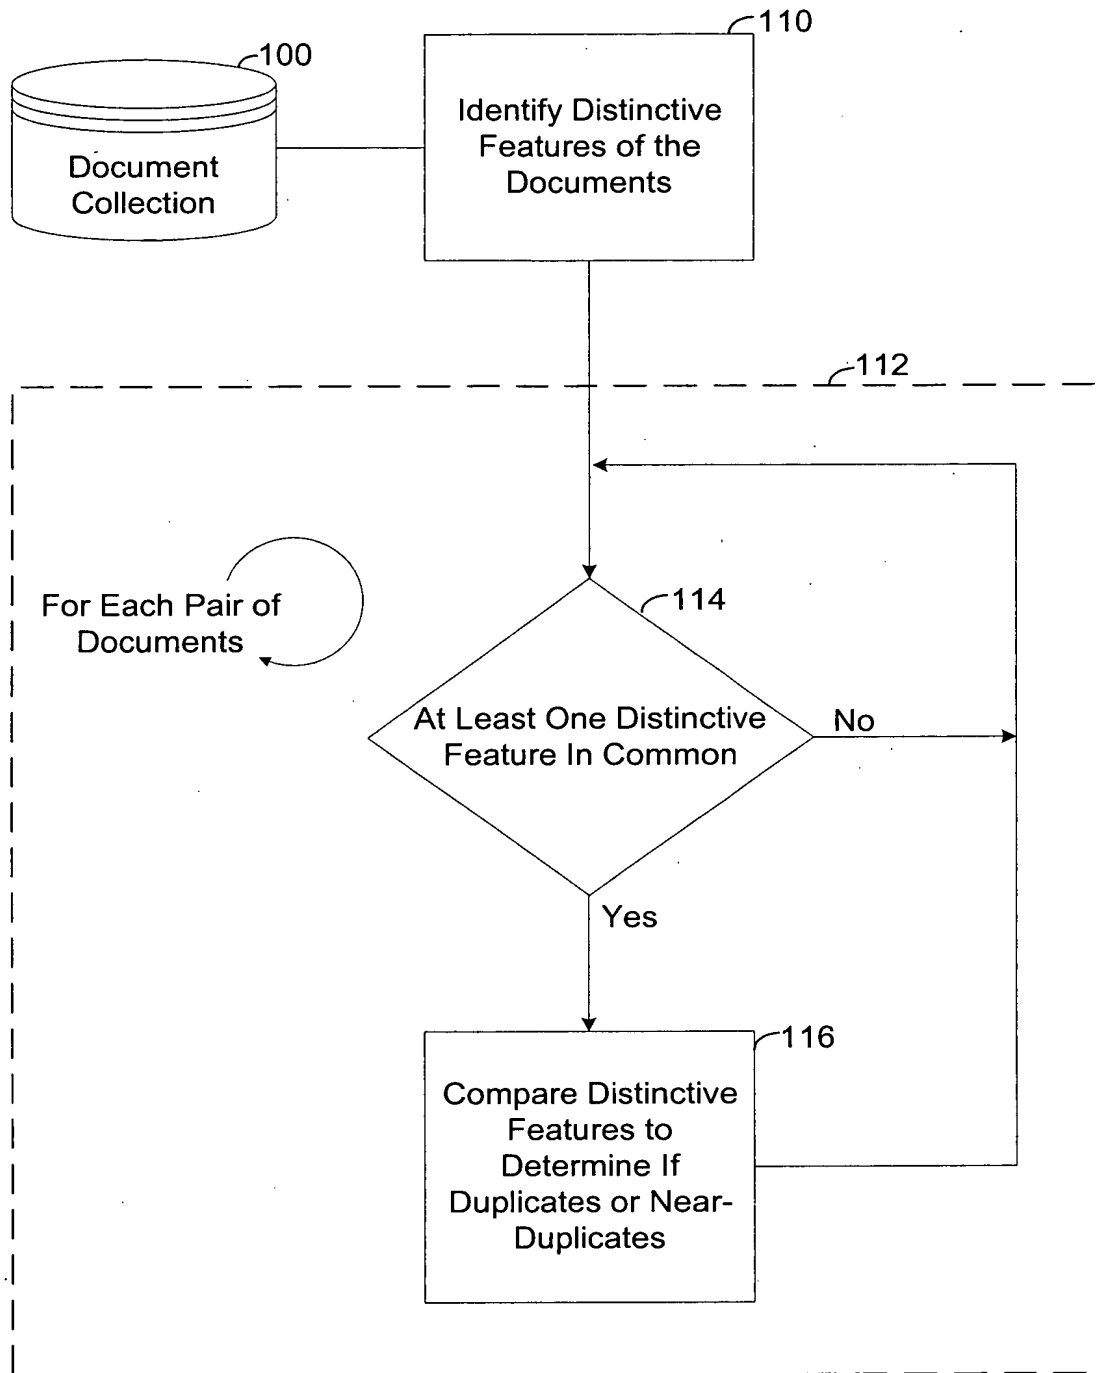 110
100
Identify Distinctive
Features of the
Documents
Document
Collection
112
114
For Each Pair of
Documents
At Least One Distinctive
Feature In Common
No
Yes
116
Compare Distinctive
Features to
Determine If
Duplicates or Near-
Duplicates